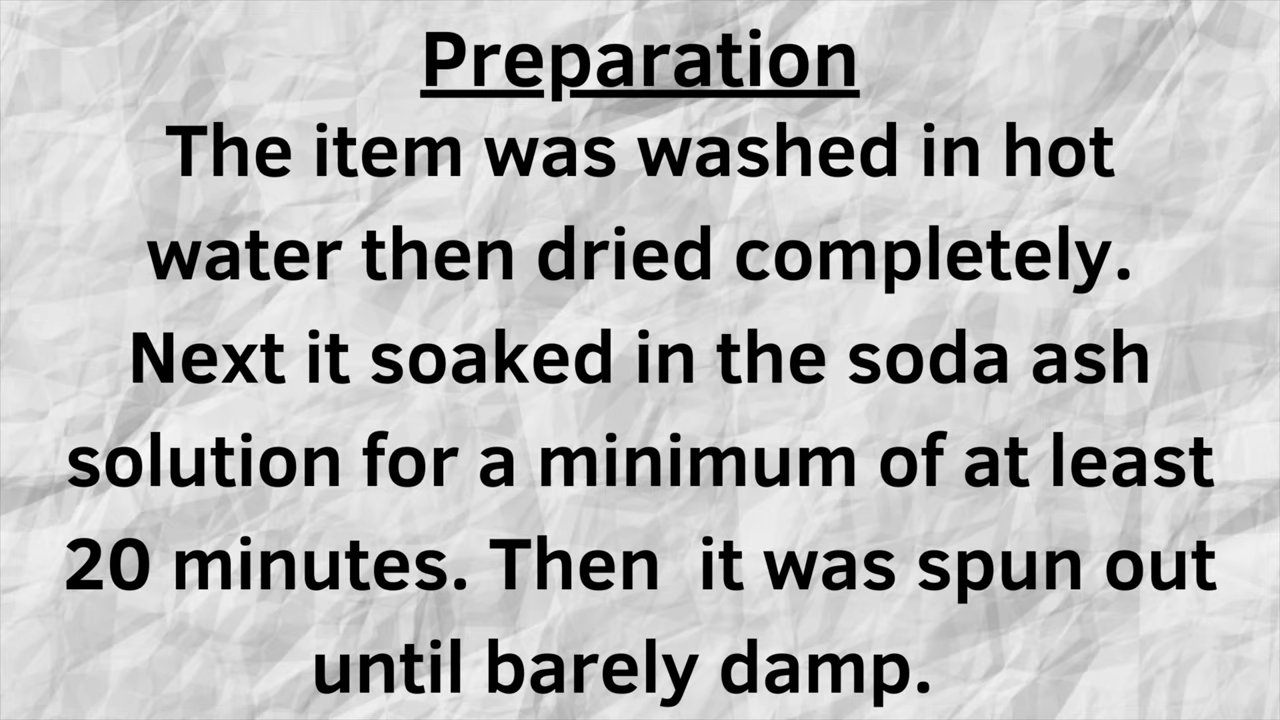 Preparation
The item was washed in hot
water then dried completely.
Next it soaked in the soda ash
solution for a minimum of at least
20 minutes. Then  it was spun out
until barely damp.